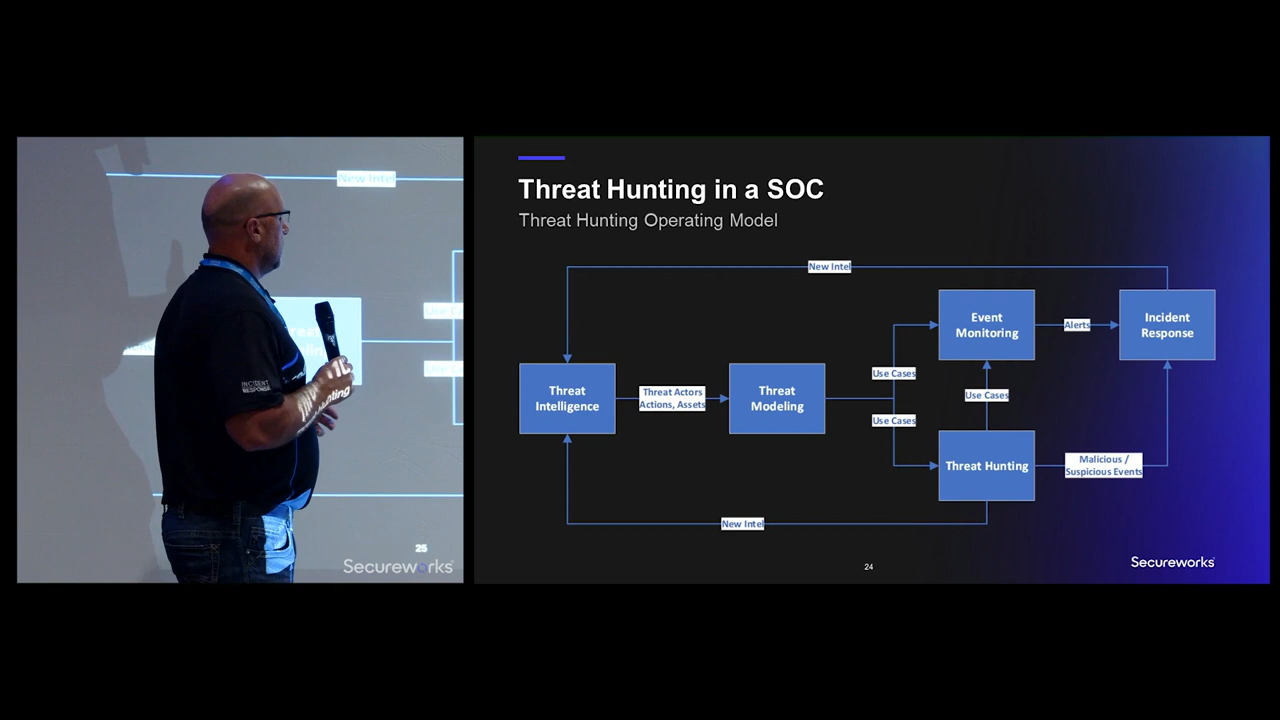 New Intel
INCIDENT
RESPONSE
25
Secureworks
Threat Hunting in a SOC
Threat Hunting Operating Model
New Intel
Event
Monitoring
Alerts
Incident
Response
Use Cases
Threat
Intelligence
Threat Actors
Actions, Assets
Threat
Modeling
Use Cases
Use Cases
Threat Hunting
Malicious /
Suspicious Events
New Intel
24
Secureworks